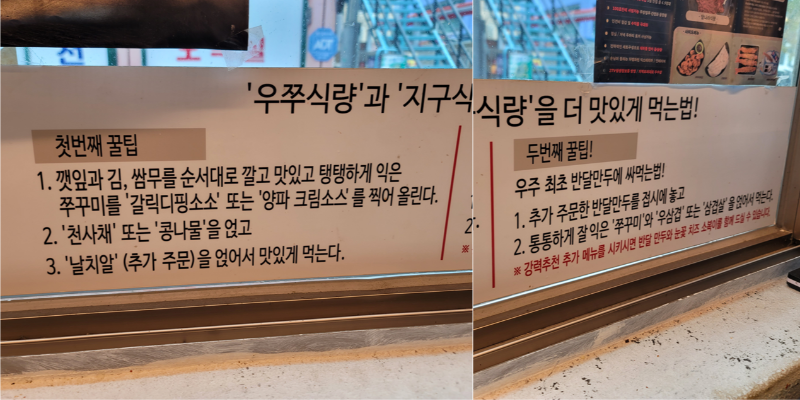 '우쭈식량'과 '지구식
첫번째 꿀팁
1. 깻잎과 김, 쌈무를 순서대로 깔고 맛있고 탱탱하게 익은
쭈꾸미를 '갈릭디핑소소' 또는 '양파 크림소스'를 찍어 올린다.
2. '천사채' 또는 '콩나물'을 얹고
3. '날치알' (추가 주문)을 얹어서 맛있게 먹는다.
식량'을 더 맛있게 먹는법!
두번째 꿀팁!
우주 최초 반달만두에 싸먹는법!
1. 추가 주문한 반달만두를 접시에 놓고
2. 통통하게 잘 익은 '쭈꾸미'와 '우삼겹' 또는 '삼겹살' 을 얹어서 먹는다.
※ 강력추천 추가 메뉴를 시키시면 반달 만두와 눈꽃 치즈 소복이를 함께 드실 수 있습니다.
ADT